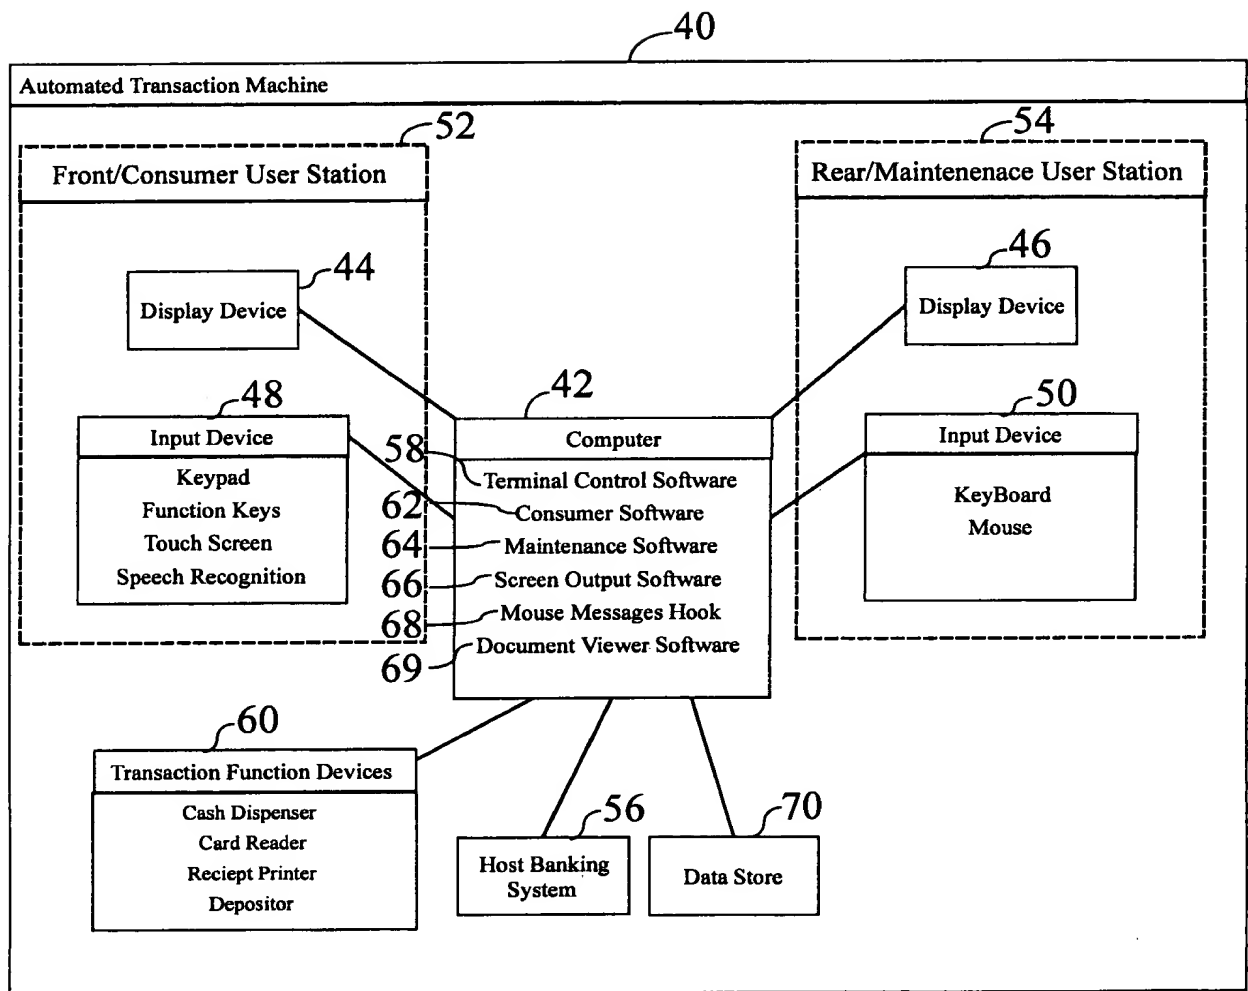 40
Automated Transaction Machine
52
54
Front/Consumer User Station
Rear/Maintenenace User Station
44
46
Display Device
Display Device
48
42
50
Input Device
Computer
Input Device
Keypad
Function Keys
Touch Screen
Speech Recognition
58
Terminal Control Software
62
Consumer Software
64
Maintenance Software
66
Screen Output Software
68
Mouse Messages Hook
69
Document Viewer Software
KeyBoard
Mouse
60
Transaction Function Devices
Cash Dispenser
Card Reader
Reciept Printer
Depositor
56
Host Banking
System
70
Data Store